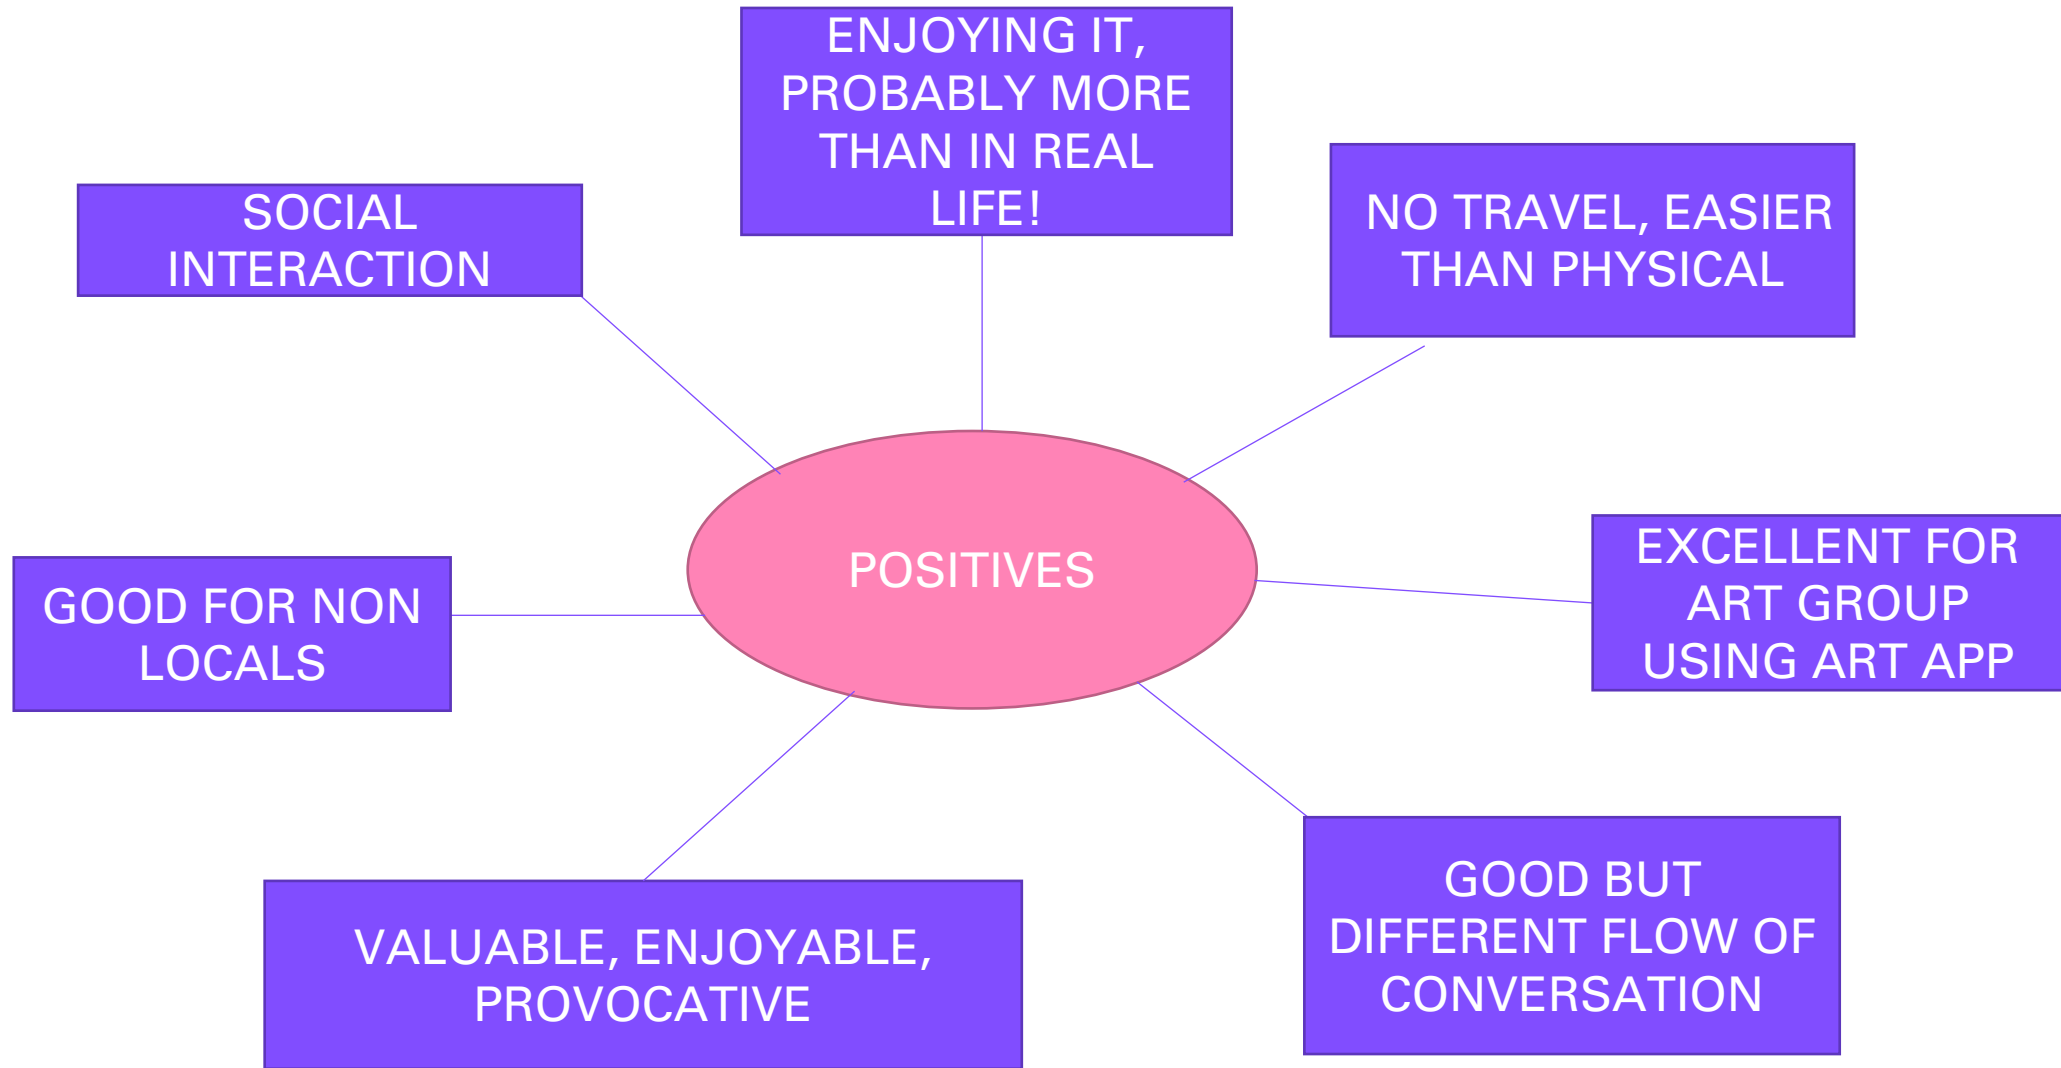 ENJOYING IT,
PROBABLY MORE
THAN IN REAL
LIFE!
SOCIAL
INTERACTION
NO TRAVEL, EASIER
THAN PHYSICAL
POSITIVES
EXCELLENT FOR
ART GROUP
USING ART APP
GOOD FOR NON
LOCALS
GOOD BUT
DIFFERENT FLOW OF
CONVERSATION
VALUABLE, ENJOYABLE,
PROVOCATIVE